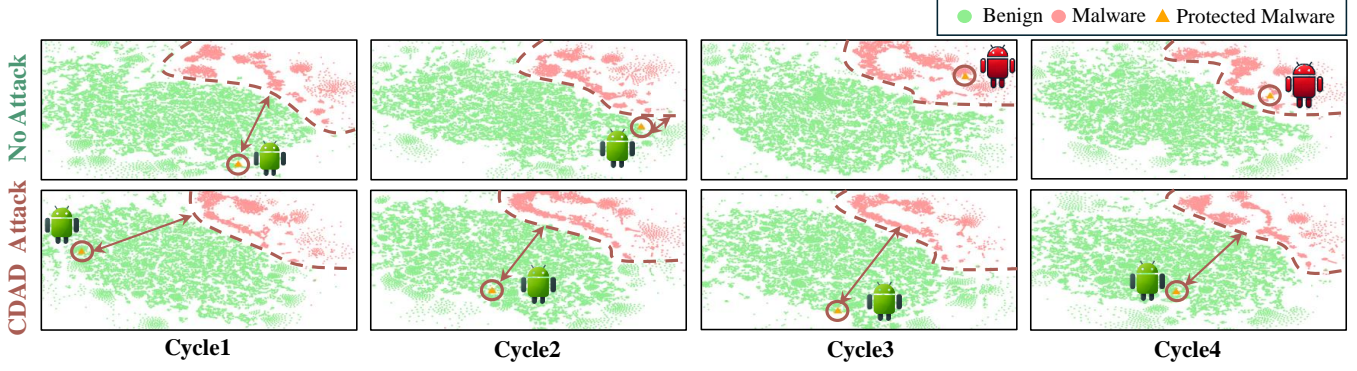 Benign Malware Protected Malware
No Attack
CDAD Attack
Cycle1 Cycle2 Cycle3 Cycle4